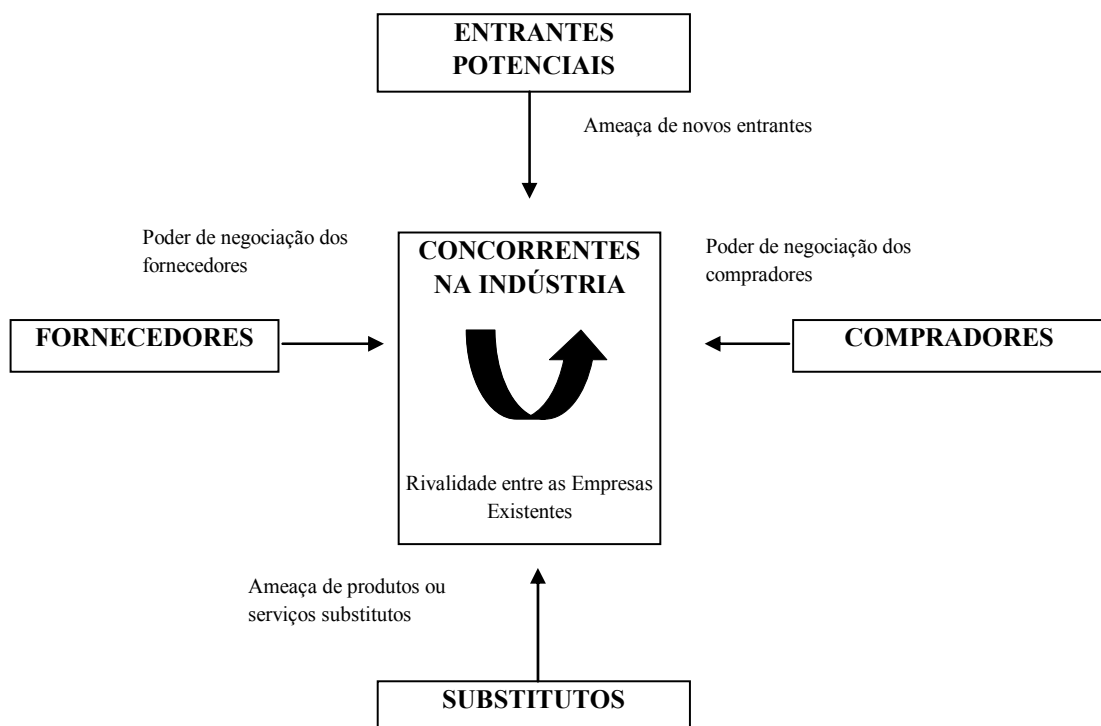 ENTRANTES
POTENCIAIS
Ameaça de novos entrantes
Poder de negociação dos
fornecedores
CONCORRENTES
NA INDÚSTRIA
Poder de negociação dos
compradores
FORNECEDORES
COMPRADORES
Rivalidade entre as Empresas
Existentes
Ameaça de produtos ou
serviços substitutos
SUBSTITUTOS